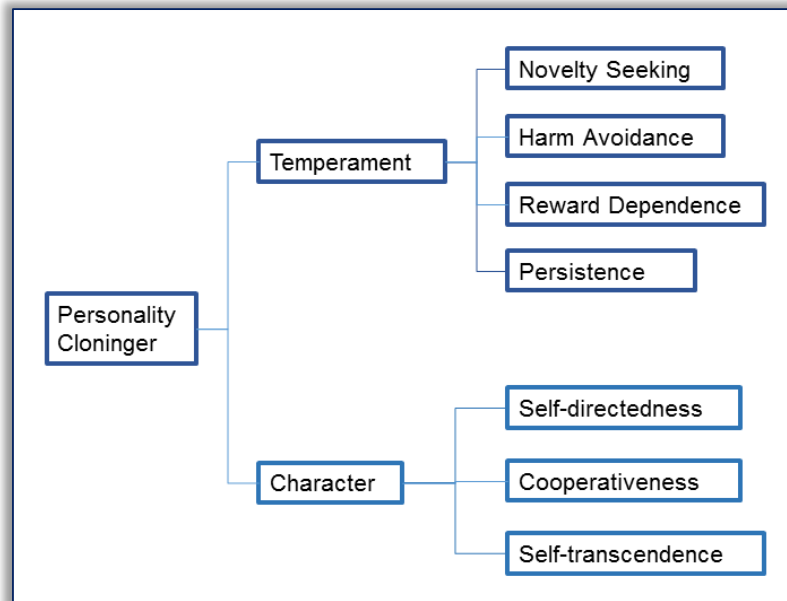 Novelty Seeking
Harm Avoidance
Temperament
Reward Dependence
Persistence
Personality
Cloninger
Self-directedness
Character
Cooperativeness
Self-transcendence